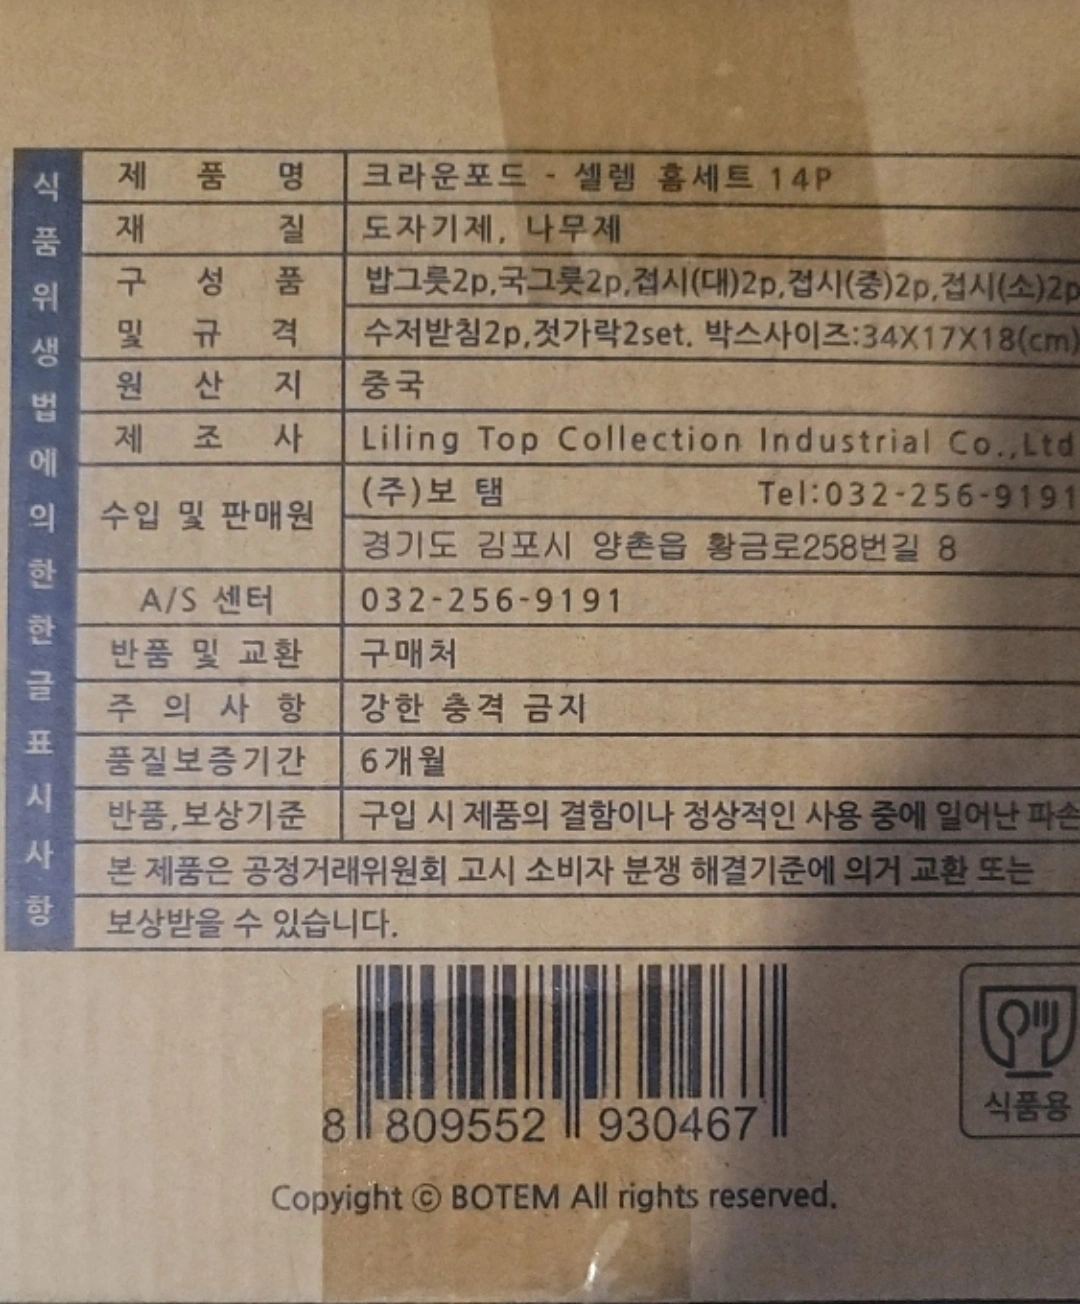 식품위생법에의한한글표시사항
제 품 명 크라운포드 - 셀렘 홈세트 14P
재 질 도자기제, 나무제
구 성 품 밥그릇2p,국그릇2p,접시(대)2p,접시(중)2p,접시(소)2p
및 규 격 수저받침2p,젓가락2set. 박스사이즈:34X17X18(cm)
원 산 지 중국
제 조 사 Liling Top Collection Industrial Co.,Ltd
수입 및 판매원 (주)보 탬 Tel:032-256-9191
경기도 김포시 양촌읍 황금로258번길 8
A/S 센터 032-256-9191
반품 및 교환 구매처
주 의 사 항 강한 충격 금지
품질보증기간 6개월
반품,보상기준 구입 시 제품의 결함이나 정상적인 사용 중에 일어난 파손
본 제품은 공정거래위원회 고시 소비자 분쟁 해결기준에 의거 교환 또는
보상받을 수 있습니다.
8 809552 930467
식품용
Copyight ⓒ BOTEM All rights reserved.